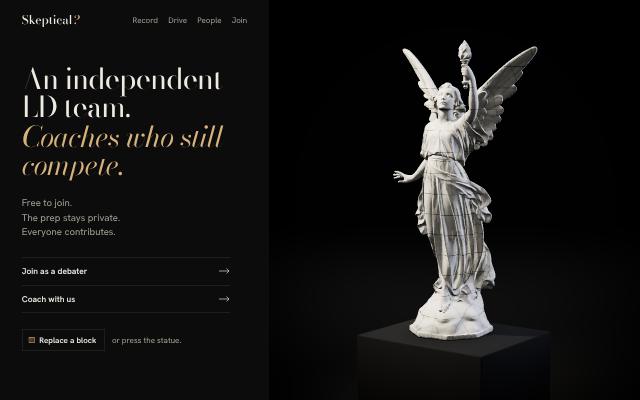 Skeptical?
Record Drive People Join
An independent
LD team.
Coaches who still
compete.
Free to join.
The prep stays private.
Everyone contributes.
Join as a debater →
Coach with us →
Replace a block or press the statue.